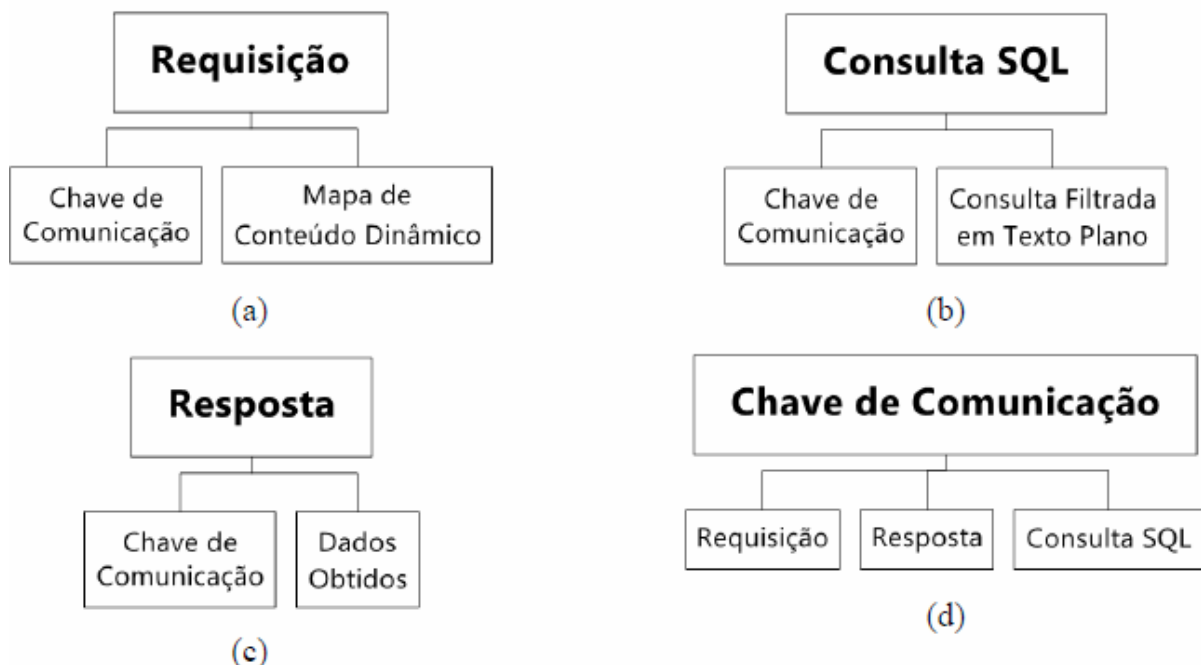 Requisição
Chave de
Comunicação
Mapa de
Conteúdo Dinâmico
(a)
Consulta SQL
Chave de
Comunicação
Consulta Filtrada
em Texto Plano
(b)
Resposta
Chave de
Comunicação
Dados
Obtidos
(c)
Chave de Comunicação
Requisição
Resposta
Consulta SQL
(d)